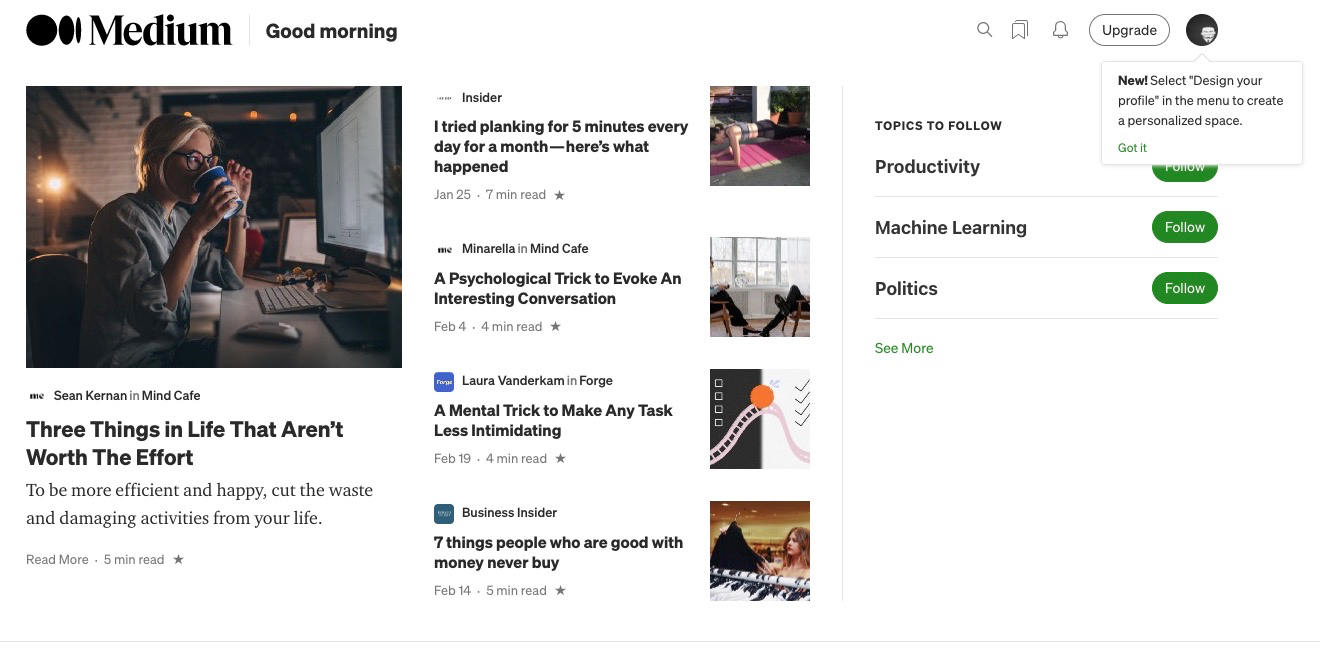 Medium
Good morning
Upgrade
New! Select "Design your
profile" in the menu to create
a personalized space.
Got it
Sean Kernan in Mind Cafe
Three Things in Life That Aren’t
Worth The Effort
To be more efficient and happy, cut the waste
and damaging activities from your life.
Read More · 5 min read ★
Insider
I tried planking for 5 minutes every
day for a month — here’s what
happened
Jan 25 · 7 min read ★
me
Minarella in Mind Cafe
A Psychological Trick to Evoke An
Interesting Conversation
Feb 4 · 4 min read ★
Forge
Laura Vanderkam in Forge
A Mental Trick to Make Any Task
Less Intimidating
Feb 19 · 4 min read ★
Business Insider
7 things people who are good with
money never buy
Feb 14 · 5 min read ★
TOPICS TO FOLLOW
Productivity
Follow
Machine Learning
Follow
Politics
Follow
See More